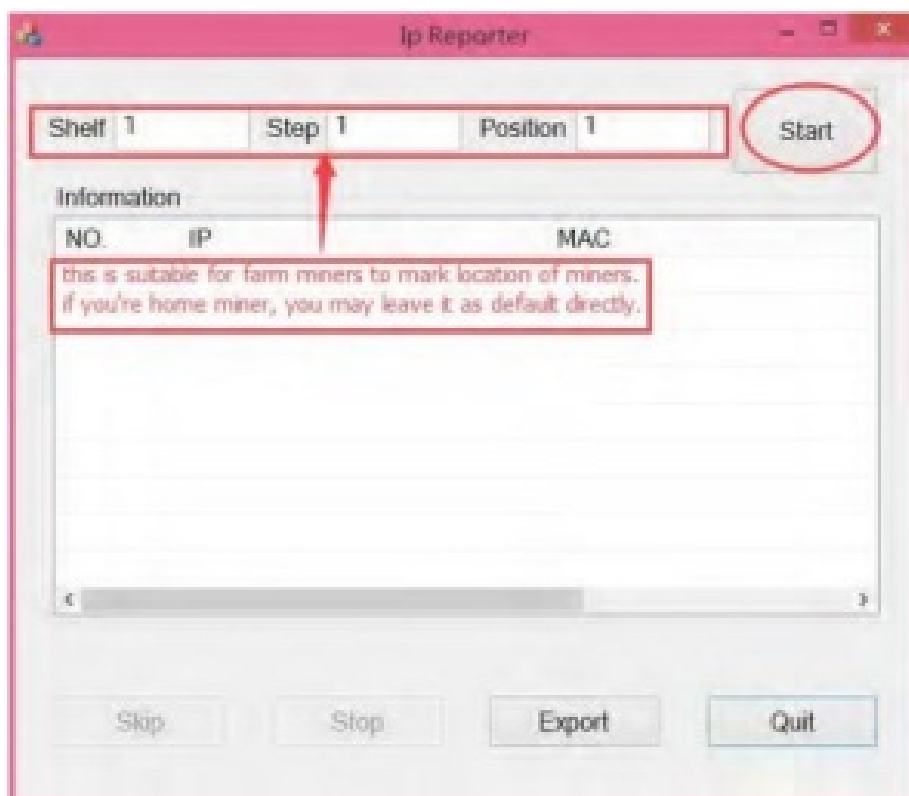 Ip Reporter
Shelf 1 Step 1 Position 1 Start
Information
NO. IP MAC
this is suitable for farm miners to mark location of miners.
if you're home miner, you may leave it as default directly.
Skip Stop Export Quit